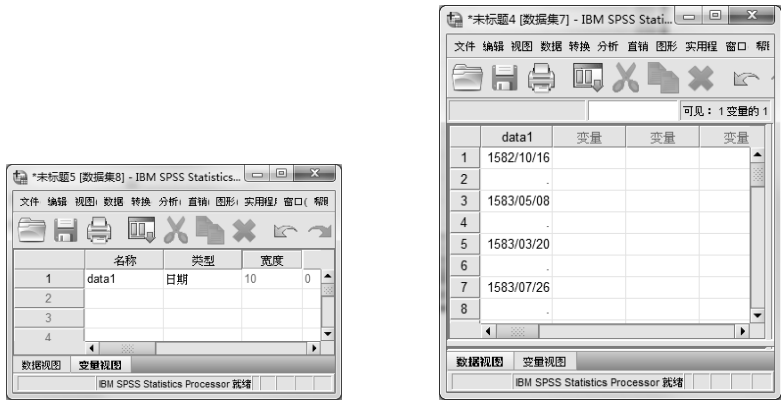 *未标题5 [数据集8] - IBM SPSS Statistics...
文件 编辑 视图 数据 转换 分析 直销 图形 实用程 窗口( 帮
名称 类型 宽度
1 data1 日期 10 0
2
3
4
数据视图 变量视图
IBM SPSS Statistics Processor 就绪
*未标题4 [数据集7] - IBM SPSS Stati...
文件 编辑 视图 数据 转换 分析 直销 图形 实用程 窗口 帮
可见： 1 变量的 1
data1 变量 变量 变量
1 1582/10/16
2 .
3 1583/05/08
4 .
5 1583/03/20
6 .
7 1583/07/26
8 .
数据视图 变量视图
IBM SPSS Statistics Processor 就绪